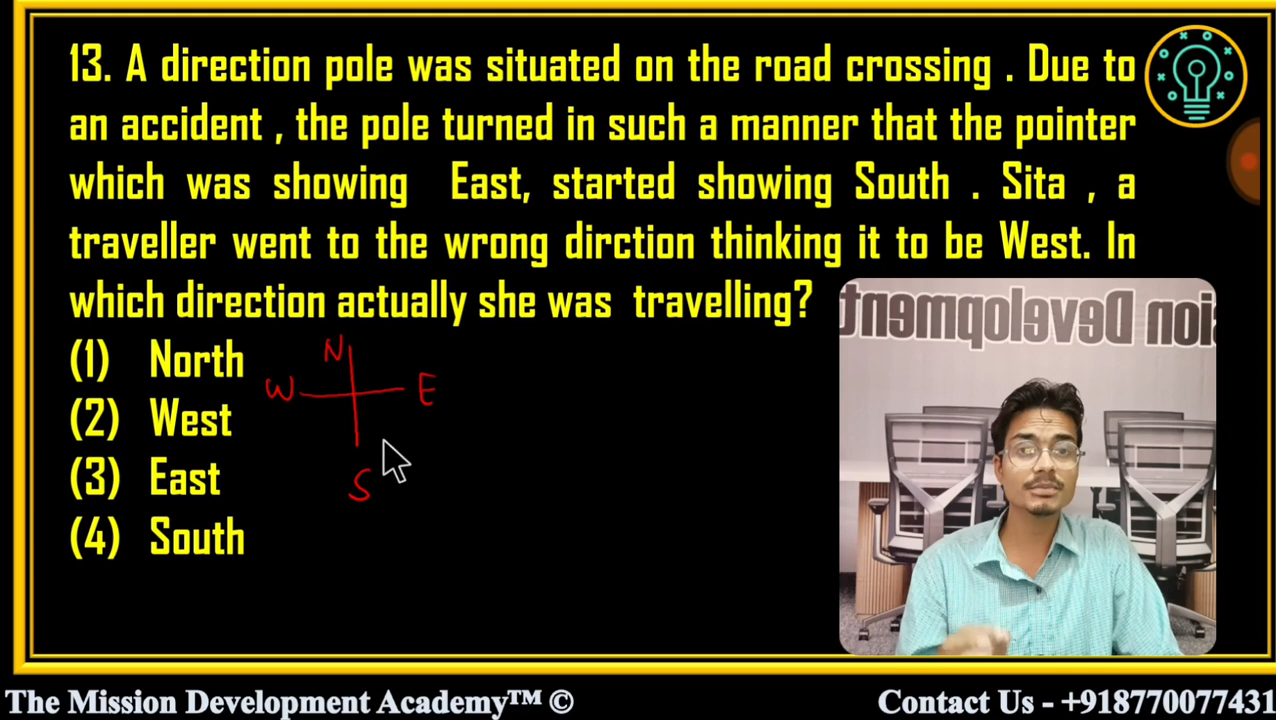 13. A direction pole was situated on the road crossing . Due to
an accident , the pole turned in such a manner that the pointer
which was showing East, started showing South . Sita , a
traveller went to the wrong dirction thinking it to be West. In
which direction actually she was travelling?
(1) North
(2) West
(3) East
(4) South
N
W E
S
sion Development
The Mission Development Academy™ ©
Contact Us - +918770077431